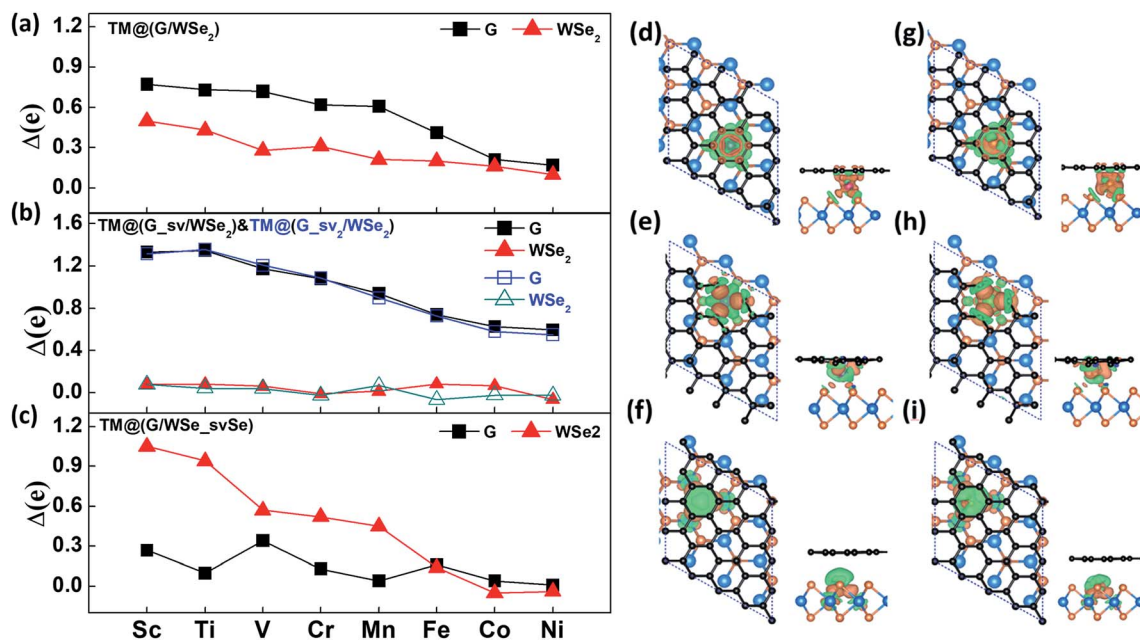 (a)
TM@(G/WSe₂)
G WSe₂
Δ(e)
1.2
0.9
0.6
0.3
0.0
(b)
TM@(G_sv/WSe₂)&TM@(G_sv₂/WSe₂)
G
WSe₂
G
WSe₂
Δ(e)
1.6
1.2
0.8
0.4
0.0
(c)
TM@(G/WSe_svSe)
G WSe2
Δ(e)
1.2
0.9
0.6
0.3
0.0
Sc Ti V Cr Mn Fe Co Ni
(d)
(g)
(e)
(h)
(f)
(i)